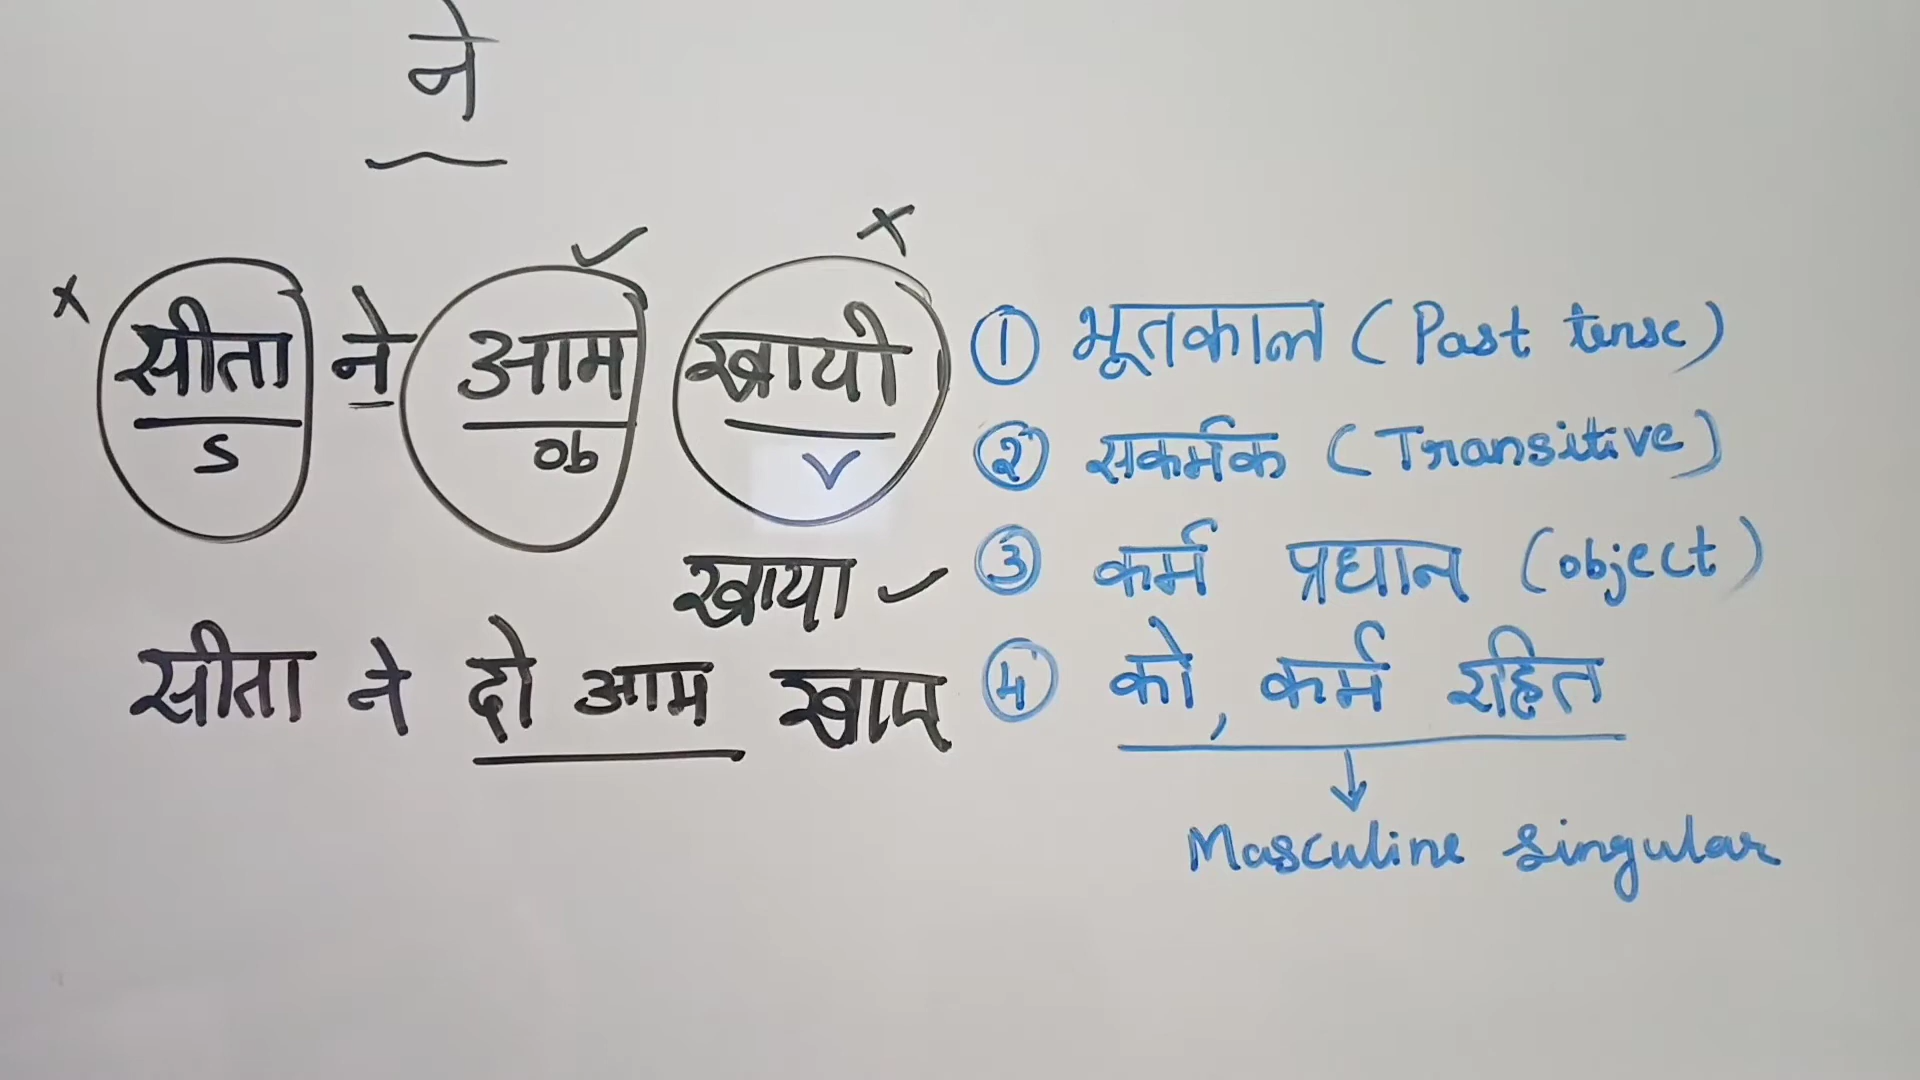 ने
सीता ने आम खायी
S ob V
खाया
सीता ने दो आम खाए
① भूतकाल (Past tense)
② सकर्मक (Transitive)
③ कर्म प्रधान (object)
④ को, कर्म रहित
Masculine singular